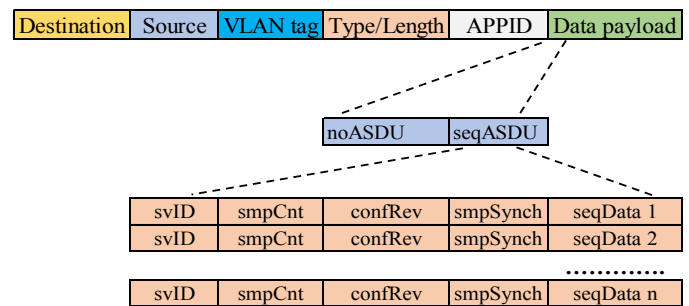 Destination Source VLAN tag Type/Length APPID Data payload
noASDU seqASDU
svID smpCnt confRev smpSynch seqData 1
svID smpCnt confRev smpSynch seqData 2
.............
svID smpCnt confRev smpSynch seqData n